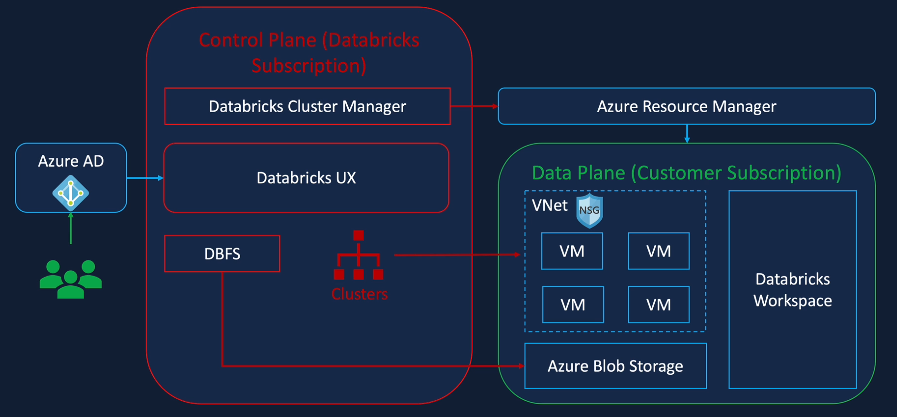 Control Plane (Databricks
Subscription)
Databricks Cluster Manager
Azure Resource Manager
Azure AD
Databricks UX
Data Plane (Customer Subscription)
VNet
NSG
VM
VM
VM
VM
DBFS
Clusters
Databricks
Workspace
Azure Blob Storage